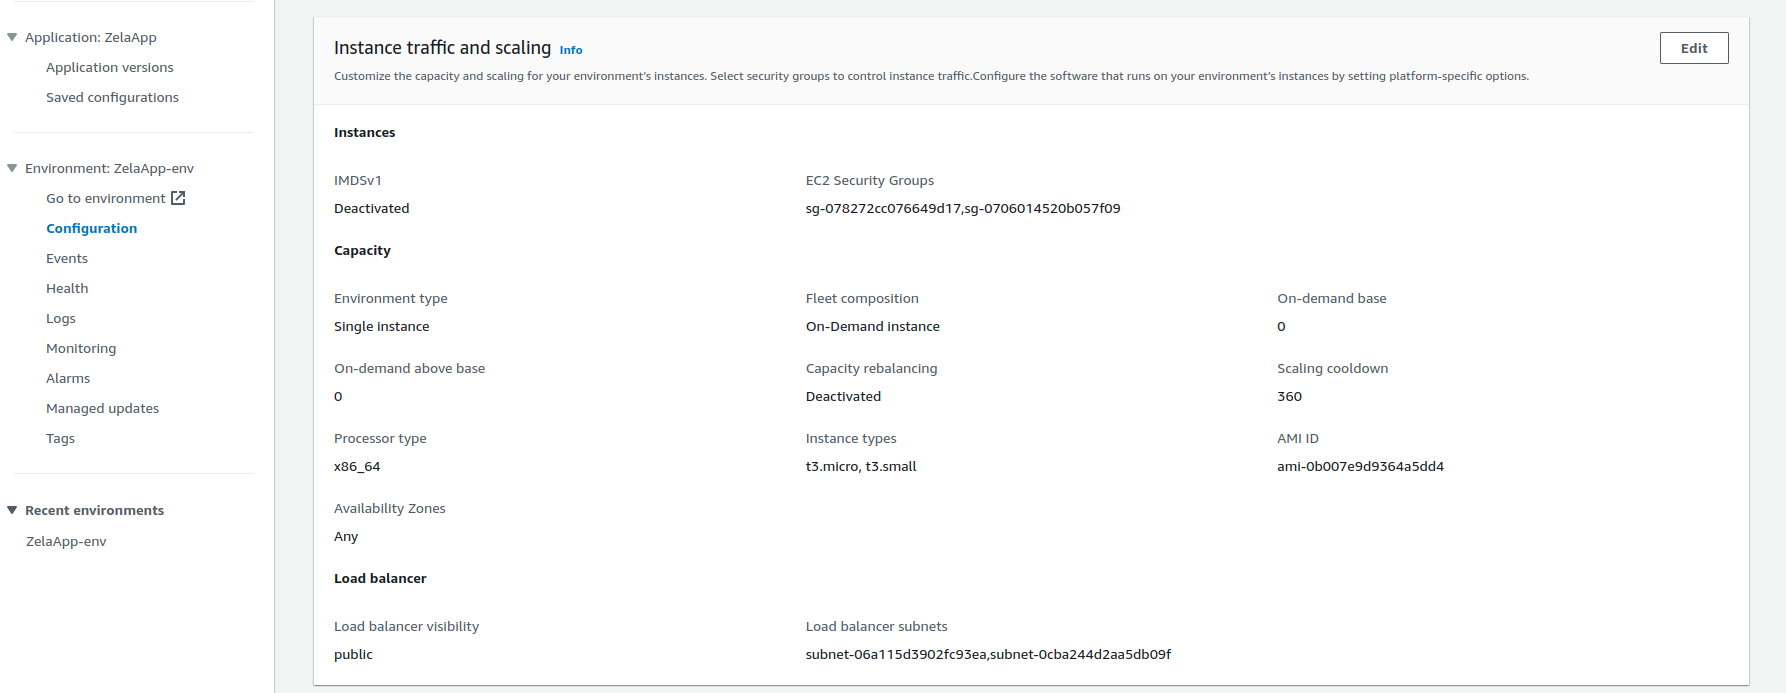 Application: ZelaApp
Application versions
Saved configurations
Environment: ZelaApp-env
Go to environment
Configuration
Events
Health
Logs
Monitoring
Alarms
Managed updates
Tags
Recent environments
ZelaApp-env
Instance traffic and scaling Info
Edit
Customize the capacity and scaling for your environment's instances. Select security groups to control instance traffic.Configure the software that runs on your environment's instances by setting platform-specific options.
Instances
IMDSv1
Deactivated
EC2 Security Groups
sg-078272cc076649d17,sg-0706014520b057f09
Capacity
Environment type
Single instance
Fleet composition
On-Demand instance
On-demand base
0
On-demand above base
0
Capacity rebalancing
Deactivated
Scaling cooldown
360
Processor type
x86_64
Instance types
t3.micro, t3.small
AMI ID
ami-0b007e9d9364a5dd4
Availability Zones
Any
Load balancer
Load balancer visibility
public
Load balancer subnets
subnet-06a115d3902fc93ea,subnet-0cba244d2aa5db09f